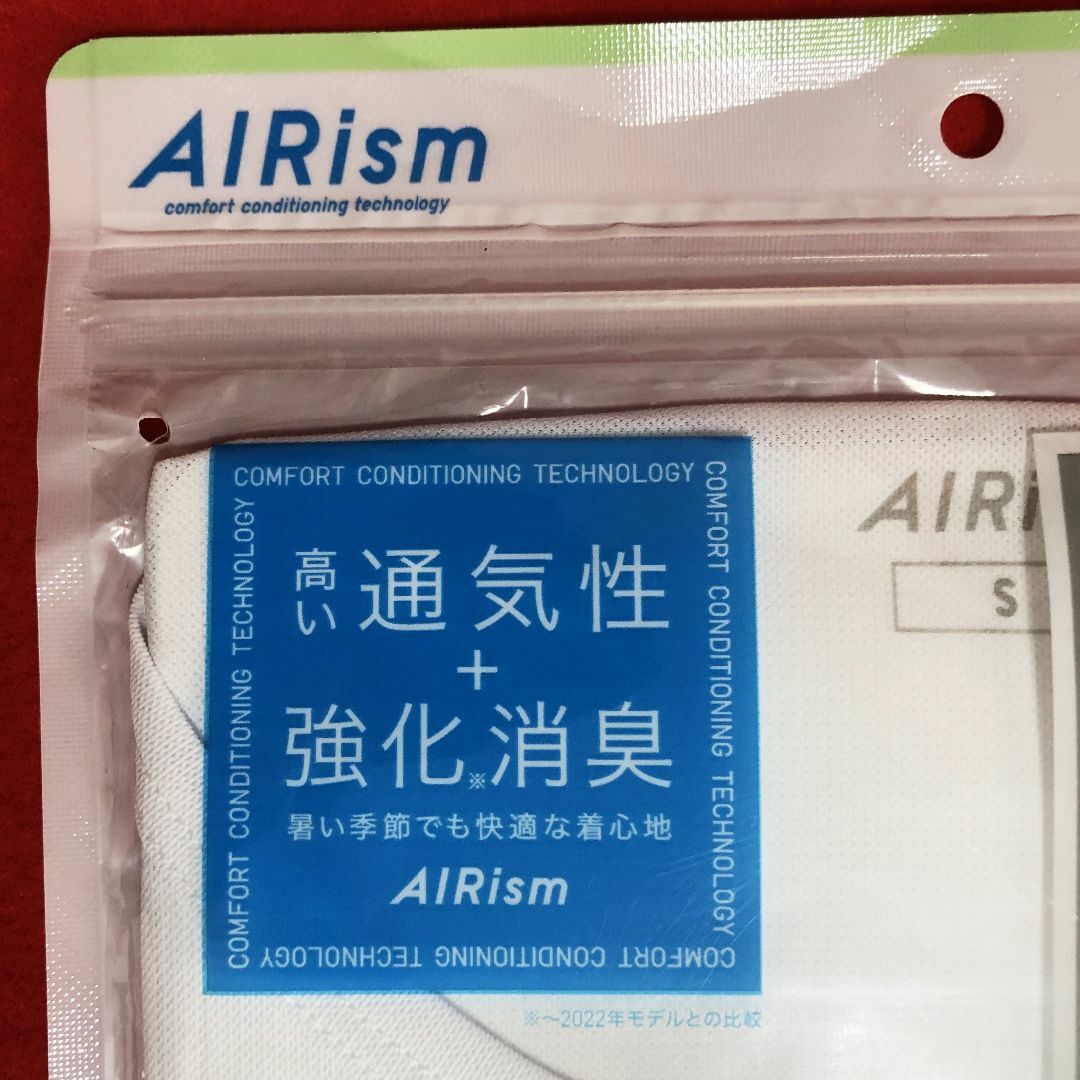 AIRism
comfort conditioning technology
COMFORT CONDITIONING TECHNOLOGY
COMFORT CONDITIONING TECHNOLOGY
COMFORT CONDITIONING TECHNOLOGY
COMFORT CONDITIONING TECHNOLOGY
高い通気性
+
強化※消臭
暑い季節でも快適な着心地
AIRism
※~2022年モデルとの比較
AIRi
S